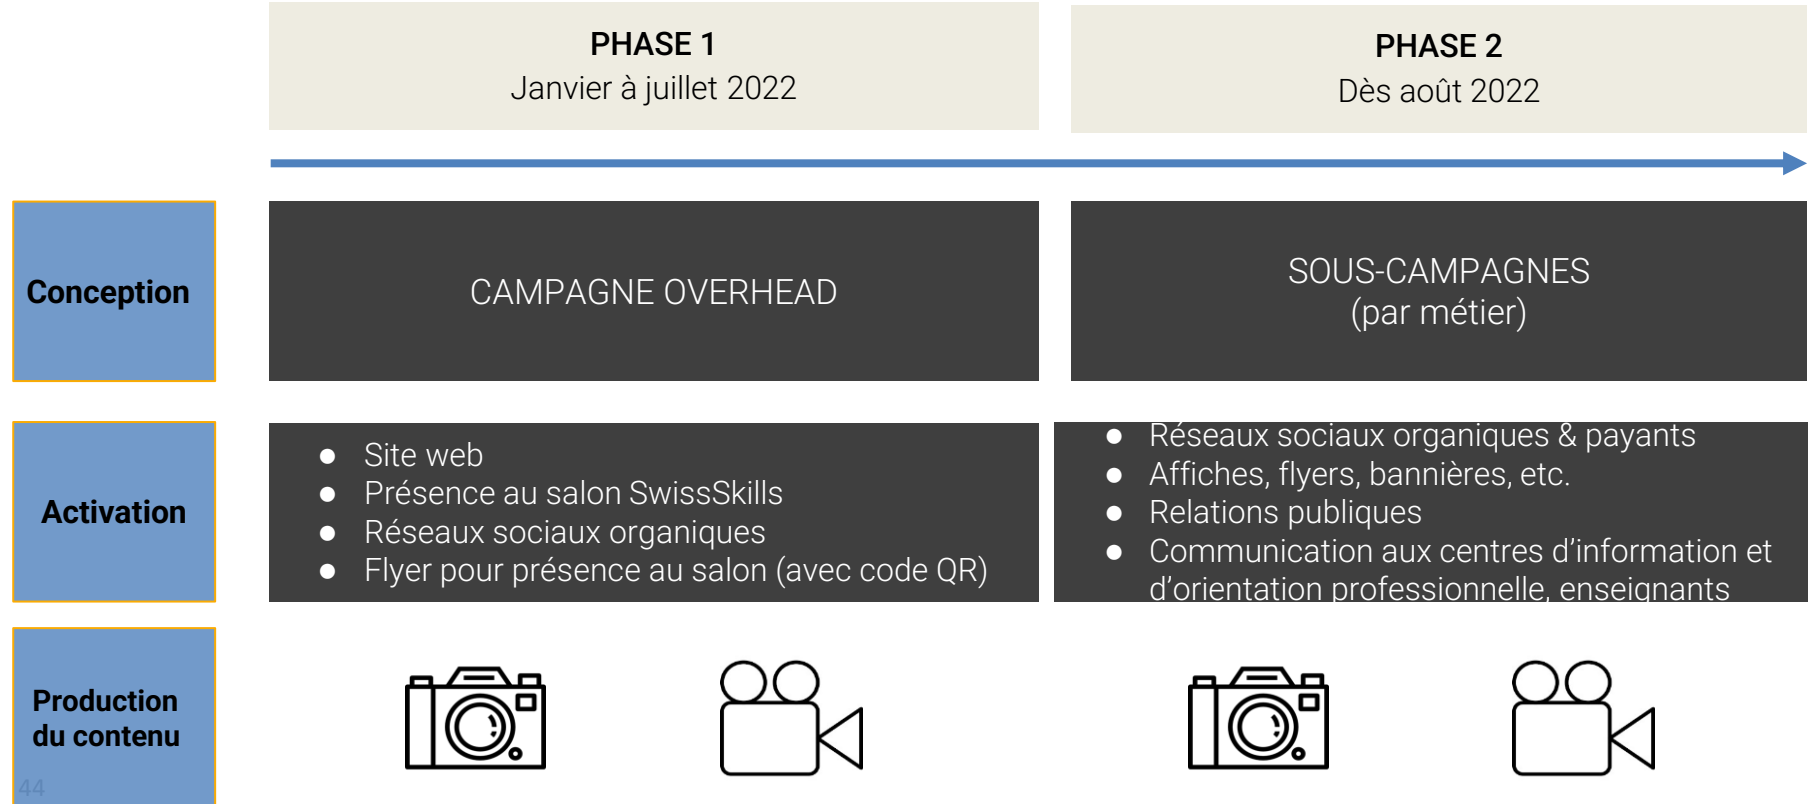 PHASE 1
Janvier à juillet 2022
PHASE 2
Dès août 2022
Conception
CAMPAGNE OVERHEAD
SOUS-CAMPAGNES
(par métier)
Activation
● Site web
● Présence au salon SwissSkills
● Réseaux sociaux organiques
● Flyer pour présence au salon (avec code QR)
● Réseaux sociaux organiques & payants
● Affiches, flyers, bannières, etc.
● Relations publiques
● Communication aux centres d’information et
d’orientation professionnelle, enseignants
Production
du contenu
44